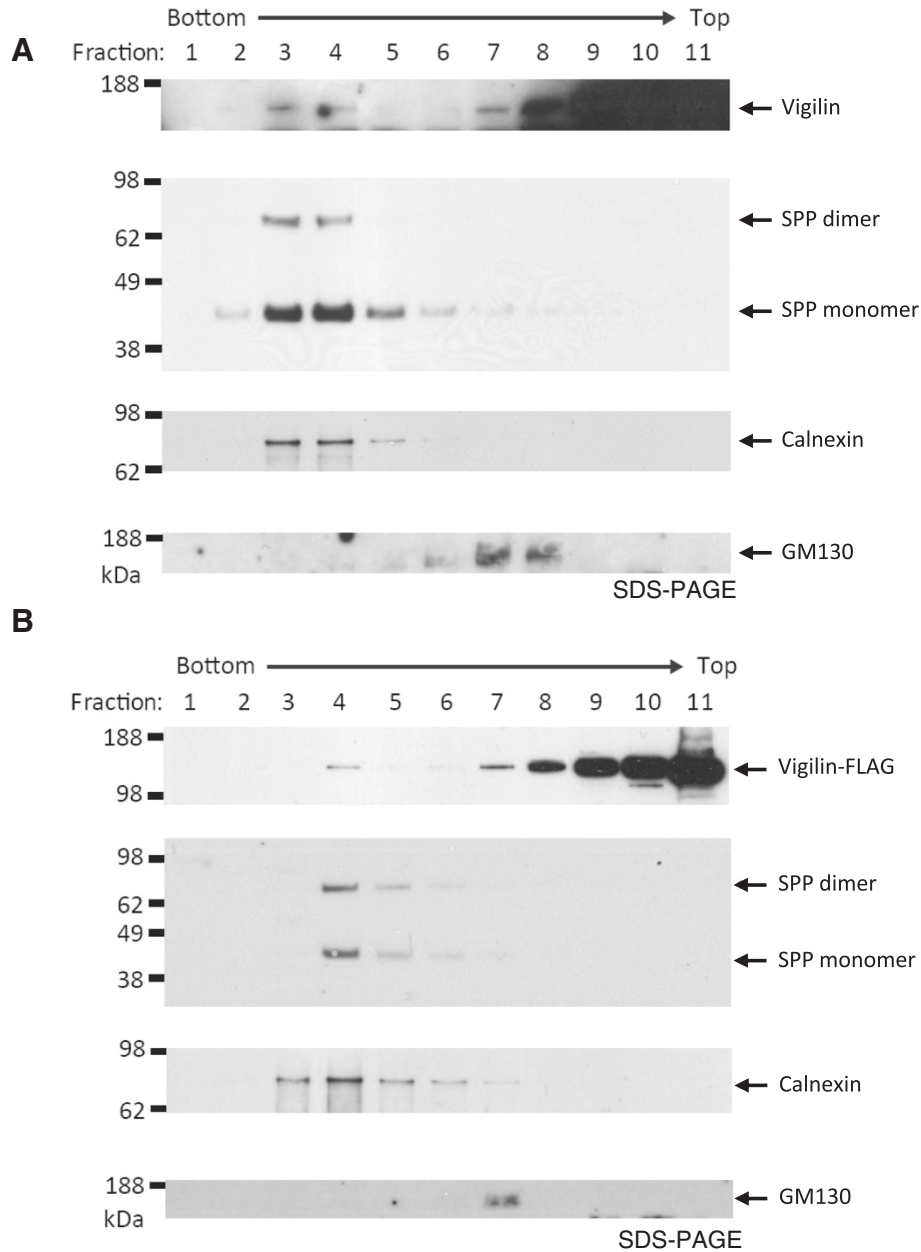 Bottom Top
A Fraction: 1 2 3 4 5 6 7 8 9 10 11
188
Vigilin
98
SPP dimer
62
49
SPP monomer
38
98
Calnexin
62
188
GM130
kDa
SDS-PAGE
B
Bottom Top
Fraction: 1 2 3 4 5 6 7 8 9 10 11
188
Vigilin-FLAG
98
98
SPP dimer
62
49
SPP monomer
38
98
Calnexin
62
188
GM130
kDa
SDS-PAGE